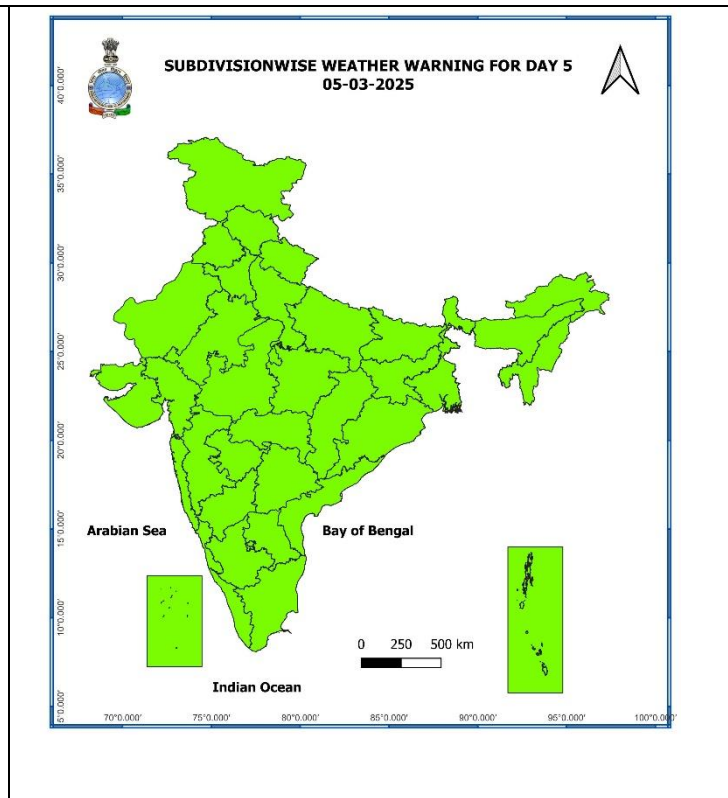 SUBDIVISIONWISE WEATHER WARNING FOR DAY 5
05-03-2025
40°0.000'
35°0.000'
30°0.000'
25°0.000'
20°0.000'
15°0.000'
10°0.000'
5°0.000'
Arabian Sea
Bay of Bengal
0 250 500 km
Indian Ocean
70°0.000' 75°0.000' 80°0.000' 85°0.000' 90°0.000' 95°0.000' 100°0.000'